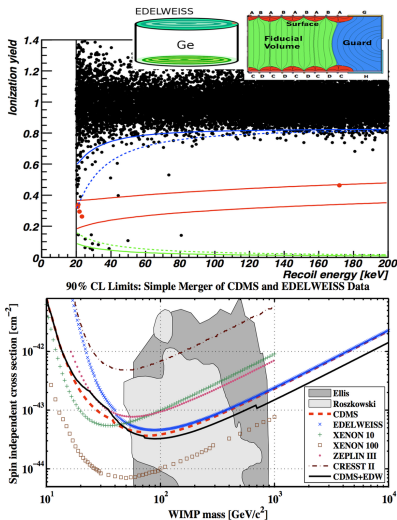 EDELWEISS
Ge
A B A B A B A B A G
Surface
Fiducial
Volume
Guard
C D C D C D C D C H
Ionization yield
1.4
1.2
1
0.8
0.6
0.4
0.2
0
0 20 40 60 80 100 120 140 160 180 200
Recoil energy [keV]
90% CL Limits: Simple Merger of CDMS and EDELWEISS Data
Spin independent cross section [cm-2]
10-42
10-43
10-44
Ellis
Roszkowski
CDMS
EDELWEISS
XENON 10
XENON 100
ZEPLIN III
CRESST II
CDMS+EDW
101 102 103 104
WIMP mass [GeV/c2]